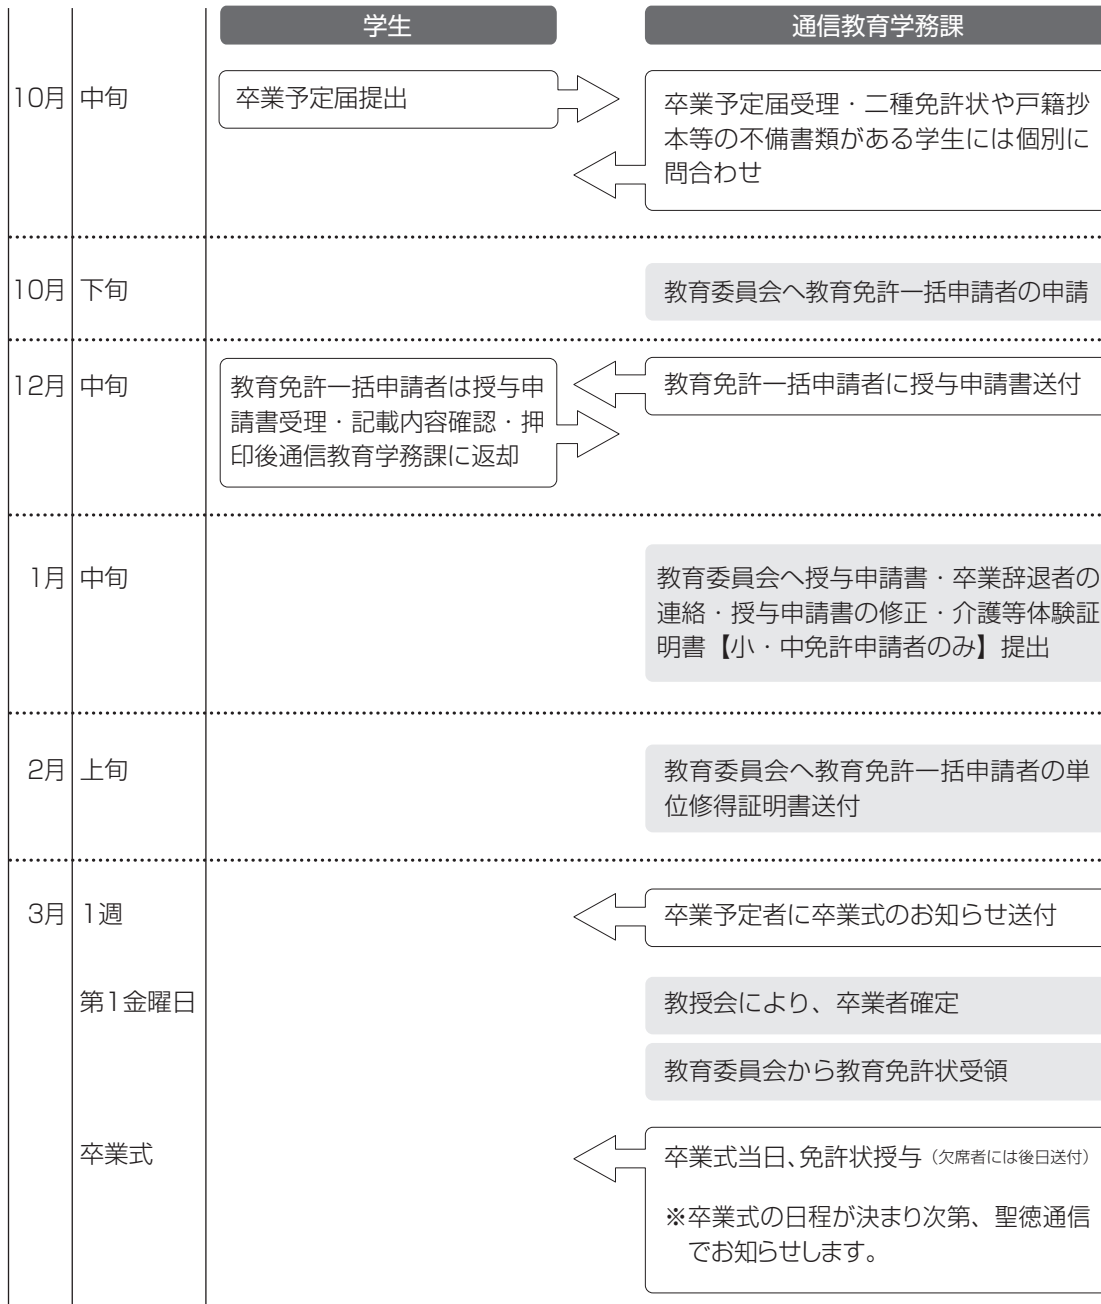 学生
通信教育学務課
10月 中旬
卒業予定届提出
卒業予定届受理・二種免許状や戸籍抄
本等の不備書類がある学生には個別に
問合わせ
10月 下旬
教育委員会へ教育免許一括申請者の申請
12月 中旬
教育免許一括申請者は授与申
請書受理・記載内容確認・押
印後通信教育学務課に返却
教育免許一括申請者に授与申請書送付
1月 中旬
教育委員会へ授与申請書・卒業辞退者の
連絡・授与申請書の修正・介護等体験証
明書【小・中免許申請者のみ】提出
2月 上旬
教育委員会へ教育免許一括申請者の単
位修得証明書送付
3月 1週
卒業予定者に卒業式のお知らせ送付
第1金曜日
教授会により、卒業者確定
教育委員会から教育免許状受領
卒業式
卒業式当日、免許状授与（欠席者には後日送付）
※卒業式の日程が決まり次第、聖徳通信
でお知らせします。